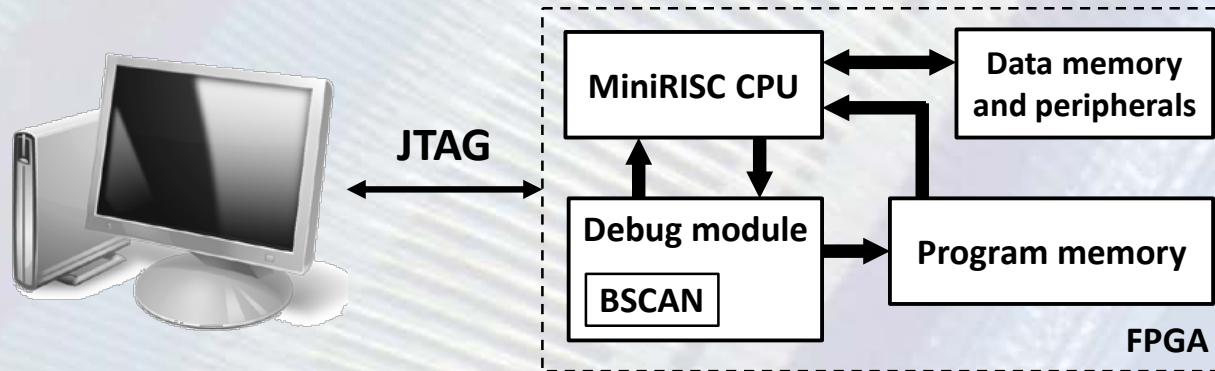 JTAG
MiniRISC CPU
Data memory
and peripherals
Debug module
BSCAN
Program memory
FPGA